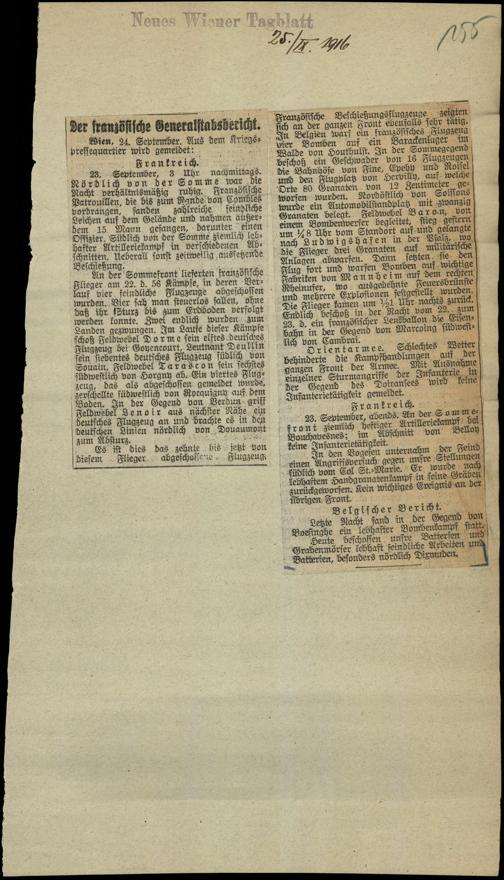 Neues Wiener Tagblatt
25./IX. 1916
155
Der französische Generalstabsbericht.
Wien, 24. September. Aus dem Kriegs-
pressequartier wird gemeldet:
Frankreich.
23. September, 3 Uhr nachmittags.
Nördlich von der Somme war die
Nacht verhältnismäßig ruhig. Französische
Patrouillen, die bis zum Rande von Combles
vordrangen, fanden zahlreiche feindliche
Leichen auf dem Gelände und nahmen außer-
dem 15 Mann gefangen, darunter einen
Offizier. Südlich von der Somme ziemlich leb-
hafter Artilleriekampf in verschiedenen Ab-
schnitten. Ueberall sonst zeitweilig aussetzende
Beschießung.
An der Sommefront lieferten französische
Flieger am 22. d. 56 Kämpfe, in deren Ver-
lauf vier feindliche Flugzeuge abgeschossen
wurden. Vier sah man steuerlos fallen, ohne
daß ihr Sturz bis zum Erdboden verfolgt
werden konnte. Zwei endlich wurden zum
Landen gezwungen. Im Laufe dieser Kämpfe
schoß Feldwebel Dorme sein elftes deutsches
Flugzeug bei Goyencourt, Leutnant Deullin
sein siebentes deutsches Flugzeug südlich von
Souain, Feldwebel Tarascon sein sechstes
südwestlich von Horgny ab. Ein viertes Flug-
zeug, das als abgeschossen gemeldet wurde,
zerschellte südwestlich von Rocquigny auf dem
Boden. In der Gegend von Verdun griff
Feldwebel Lenoir aus nächster Nähe ein
deutsches Flugzeug an und brachte es in den
deutschen Linien nördlich von Douaumont
zum Absturz.
Es ist dies das zehnte bis jetzt von
diesem Flieger abgeschossene Flugzeug.
Französische Beschießungsflugzeuge zeigten
sich an der ganzen Front ebenfalls sehr tätig.
In Belgien warf ein französisches Flugzeug
vier Bomben auf ein Barackenlager im
Walde von Houthulst. In der Sommegegend
beschoß ein Geschwader von 16 Flugzeugen
die Bahnhöfe von Fins, Epehy und Roisel
und den Flugplatz von Hervilly, auf welche
Orte 80 Granaten von 12 Zentimeter ge-
worfen wurden. Nordöstlich von Soissons
wurde ein Automobilhandplatz mit zwanzig
Granaten belegt. Feldwebel Baron, von
einem Bombenwerfer begleitet, stieg gestern
um 8 Uhr vom Standort auf und gelangte
nach Ludwigshafen in der Pfalz, wo
die Flieger drei Granaten auf militärische
Anlagen abwarfen. Dann setzten sie den
Flug fort und warfen Bomben auf wichtige
Fabriken von Mannheim auf dem rechten
Rheinufer, wo ausgedehnte Feuersbrünste
und mehrere Explosionen festgestellt wurden.
Die Flieger kamen um Uhr nachts zurück.
Endlich beschoß in der Nacht vom 22. zum
23. d. ein französischer Lenkballon die Eisen-
bahn in der Gegend von Marcoing südwest-
lich von Cambrai.
Orientarmee. Schlechtes Wetter
behinderte die Kampfhandlungen auf der
ganzen Front der Armee. Mit Ausnahme
einzelner Sturmangriffe der Infanterie in
der Gegend des Doiransees wird keine
Infanterietätigkeit gemeldet.
Frankreich.
23. September, abends. An der Somme-
front ziemlich heftiger Artilleriekampf bei
Bouchavesnes; im Abschnitt von Belloy
keine Infanterietätigkeit.
In den Vogesen unternahm der Feind
einen Angriffsversuch gegen unsre Stellungen
südlich vom Col St.-Marie. Er wurde nach
lebhaftem Handgranatenkampf in seine Gräben
zurückgeworfen. Kein wichtiges Ereignis an der
übrigen Front.
Belgischer Bericht.
Letzte Nacht fand in der Gegend von
Boesinghe ein lebhafter Bombenkampf statt.
Heute beschossen unsre Batterien und
Grabenmörser lebhaft feindliche Arbeiten und
Batterien, besonders nördlich Dixmuden.